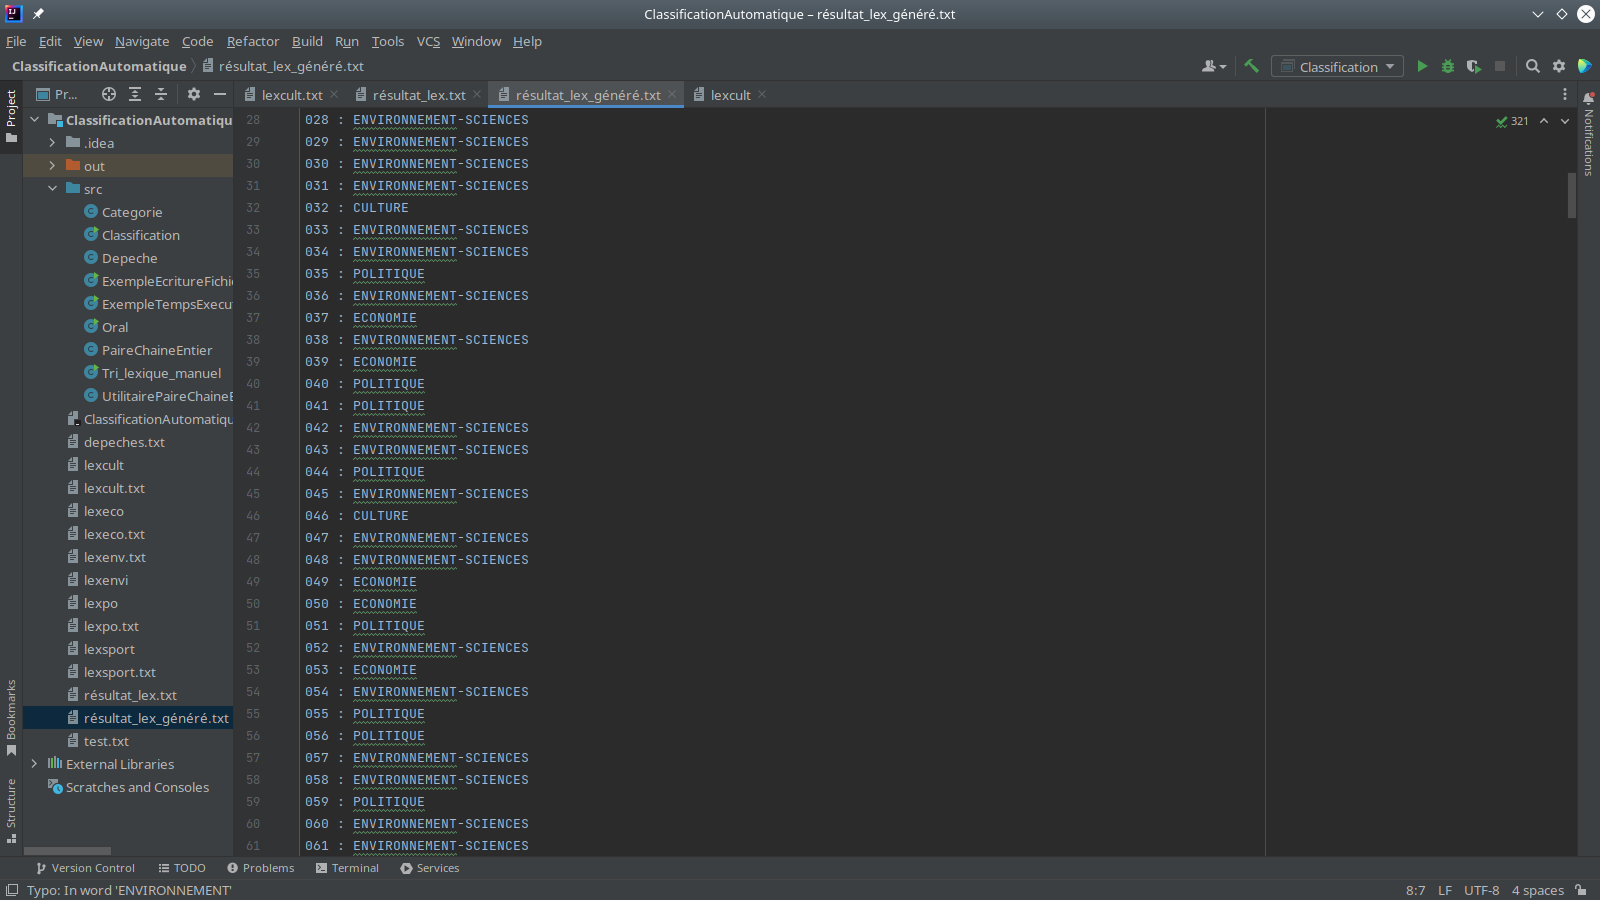 ClassificationAutomatique – résultat_lex_généré.txt
File Edit View Navigate Code Refactor Build Run Tools VCS Window Help
ClassificationAutomatique résultat_lex_généré.txt
Classification
Project
Pr...
lexcult.txt résultat_lex.txt résultat_lex_généré.txt lexcult
Notifications
321
ClassificationAutomatiqu
.idea
out
src
Categorie
Classification
Depeche
ExempleEcritureFichi
ExempleTempsExecu
Oral
PaireChaineEntier
Tri_lexique_manuel
UtilitairePaireChaineE
ClassificationAutomatiqu
depeches.txt
lexcult
lexcult.txt
lexeco
lexeco.txt
lexenv.txt
lexenvi
lexpo
lexpo.txt
lexsport
lexsport.txt
résultat_lex.txt
résultat_lex_généré.txt
test.txt
External Libraries
Scratches and Consoles
Bookmarks
Structure
28 028 : ENVIRONNEMENT-SCIENCES
29 029 : ENVIRONNEMENT-SCIENCES
30 030 : ENVIRONNEMENT-SCIENCES
31 031 : ENVIRONNEMENT-SCIENCES
32 032 : CULTURE
33 033 : ENVIRONNEMENT-SCIENCES
34 034 : ENVIRONNEMENT-SCIENCES
35 035 : POLITIQUE
36 036 : ENVIRONNEMENT-SCIENCES
37 037 : ECONOMIE
38 038 : ENVIRONNEMENT-SCIENCES
39 039 : ECONOMIE
40 040 : POLITIQUE
41 041 : POLITIQUE
42 042 : ENVIRONNEMENT-SCIENCES
43 043 : ENVIRONNEMENT-SCIENCES
44 044 : POLITIQUE
45 045 : ENVIRONNEMENT-SCIENCES
46 046 : CULTURE
47 047 : ENVIRONNEMENT-SCIENCES
48 048 : ENVIRONNEMENT-SCIENCES
49 049 : ECONOMIE
50 050 : ECONOMIE
51 051 : POLITIQUE
52 052 : ENVIRONNEMENT-SCIENCES
53 053 : ECONOMIE
54 054 : ENVIRONNEMENT-SCIENCES
55 055 : POLITIQUE
56 056 : POLITIQUE
57 057 : ENVIRONNEMENT-SCIENCES
58 058 : ENVIRONNEMENT-SCIENCES
59 059 : POLITIQUE
60 060 : ENVIRONNEMENT-SCIENCES
61 061 : ENVIRONNEMENT-SCIENCES
Version Control TODO Problems Terminal Services
Typo: In word 'ENVIRONNEMENT' 8:7 LF UTF-8 4 spaces